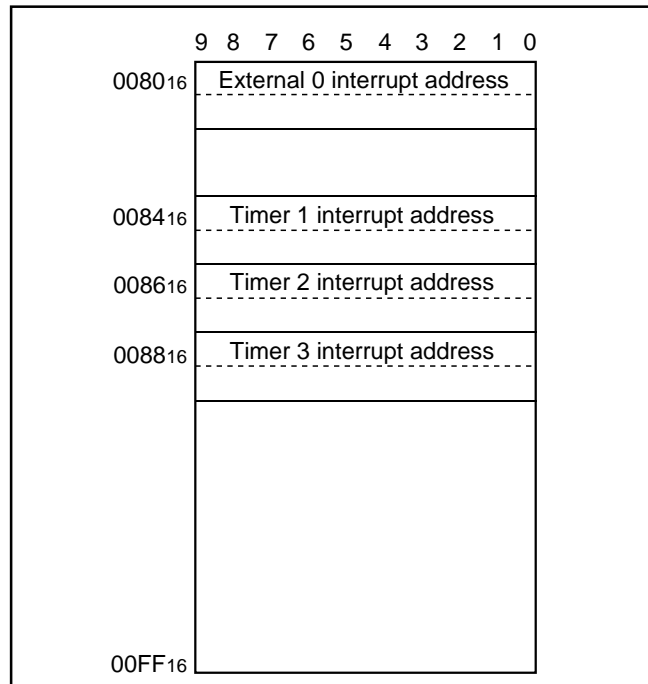 9 8 7 6 5 4 3 2 1 0
0080₁₆ External 0 interrupt address
0084₁₆ Timer 1 interrupt address
0086₁₆ Timer 2 interrupt address
0088₁₆ Timer 3 interrupt address
00FF₁₆